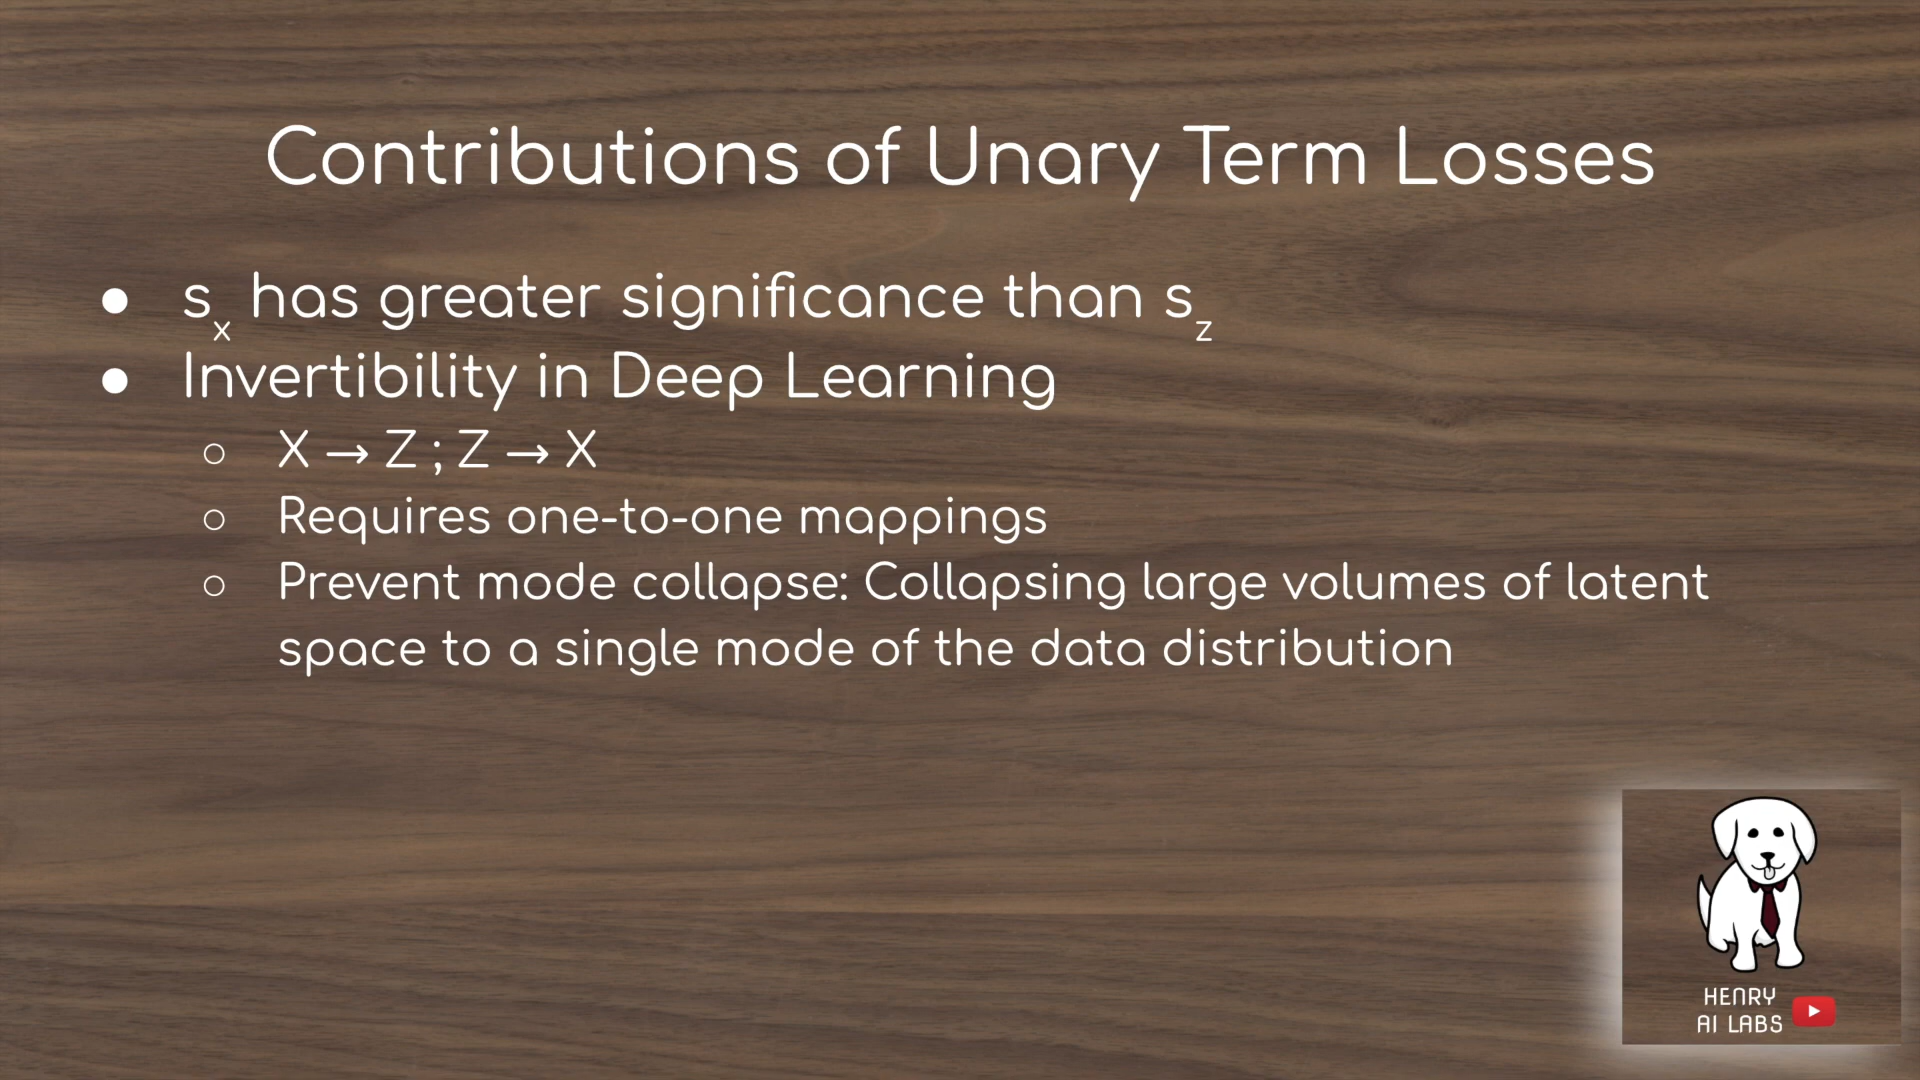 Contributions of Unary Term Losses
● s_x has greater significance than s_z
● Invertibility in Deep Learning
○ X → Z ; Z → X
○ Requires one-to-one mappings
○ Prevent mode collapse: Collapsing large volumes of latent
space to a single mode of the data distribution
HENRY
AI LABS